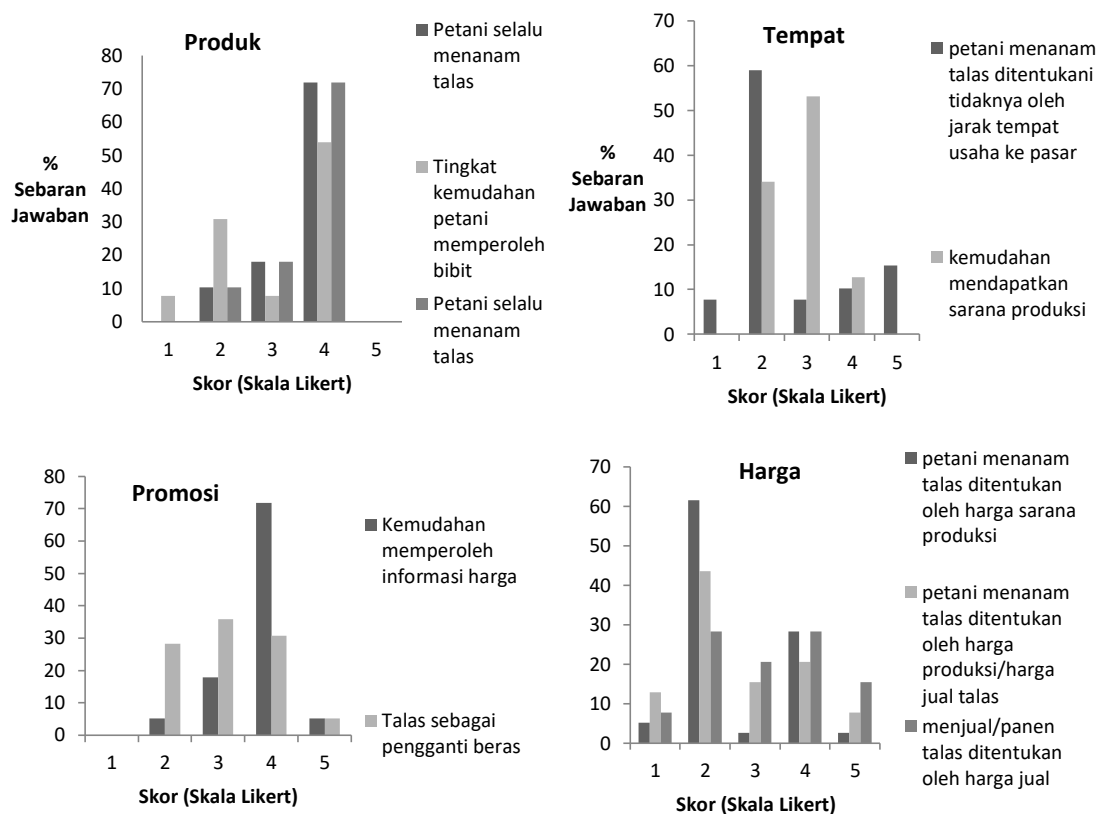 Produk
80
70
60
50
40
30
20
10
0
%
Sebaran
Jawaban
1 2 3 4 5
Skor (Skala Likert)
Petani selalu
menanam
talas
Tingkat
kemudahan
petani
memperoleh
bibit
Petani selalu
menanam
talas
Tempat
70
60
50
40
30
20
10
0
%
Sebaran
Jawaban
1 2 3 4 5
Skor (Skala Likert)
petani menanam
talas ditentukani
tidaknya oleh
jarak tempat
usaha ke pasar
kemudahan
mendapatkan
sarana produksi
Promosi
80
70
60
50
40
30
20
10
0
1 2 3 4 5
Skor (Skala Likert)
Kemudahan
memperoleh
informasi harga
Talas sebagai
pengganti beras
Harga
70
60
50
40
30
20
10
0
1 2 3 4 5
Skor (Skala Likert)
petani menanam
talas ditentukan
oleh harga sarana
produksi
petani menanam
talas ditentukan
oleh harga
produksi/harga
jual talas
menjual/panen
talas ditentukan
oleh harga jual